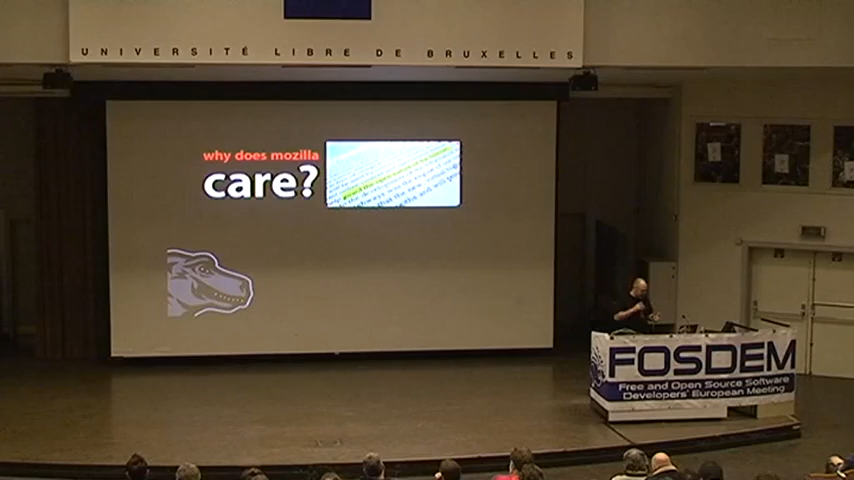 UNIVERSITÉ LIBRE DE BRUXELLES
why does mozilla
care?
FOSDEM
Free and Open Source Software
Developers' European Meeting